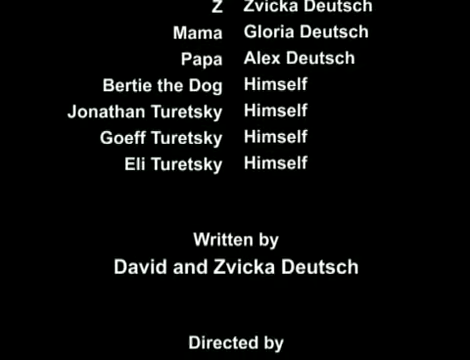 Z Zvicka Deutsch
Mama Gloria Deutsch
Papa Alex Deutsch
Bertie the Dog Himself
Jonathan Turetsky Himself
Goeff Turetsky Himself
Eli Turetsky Himself
Written by
David and Zvicka Deutsch
Directed by